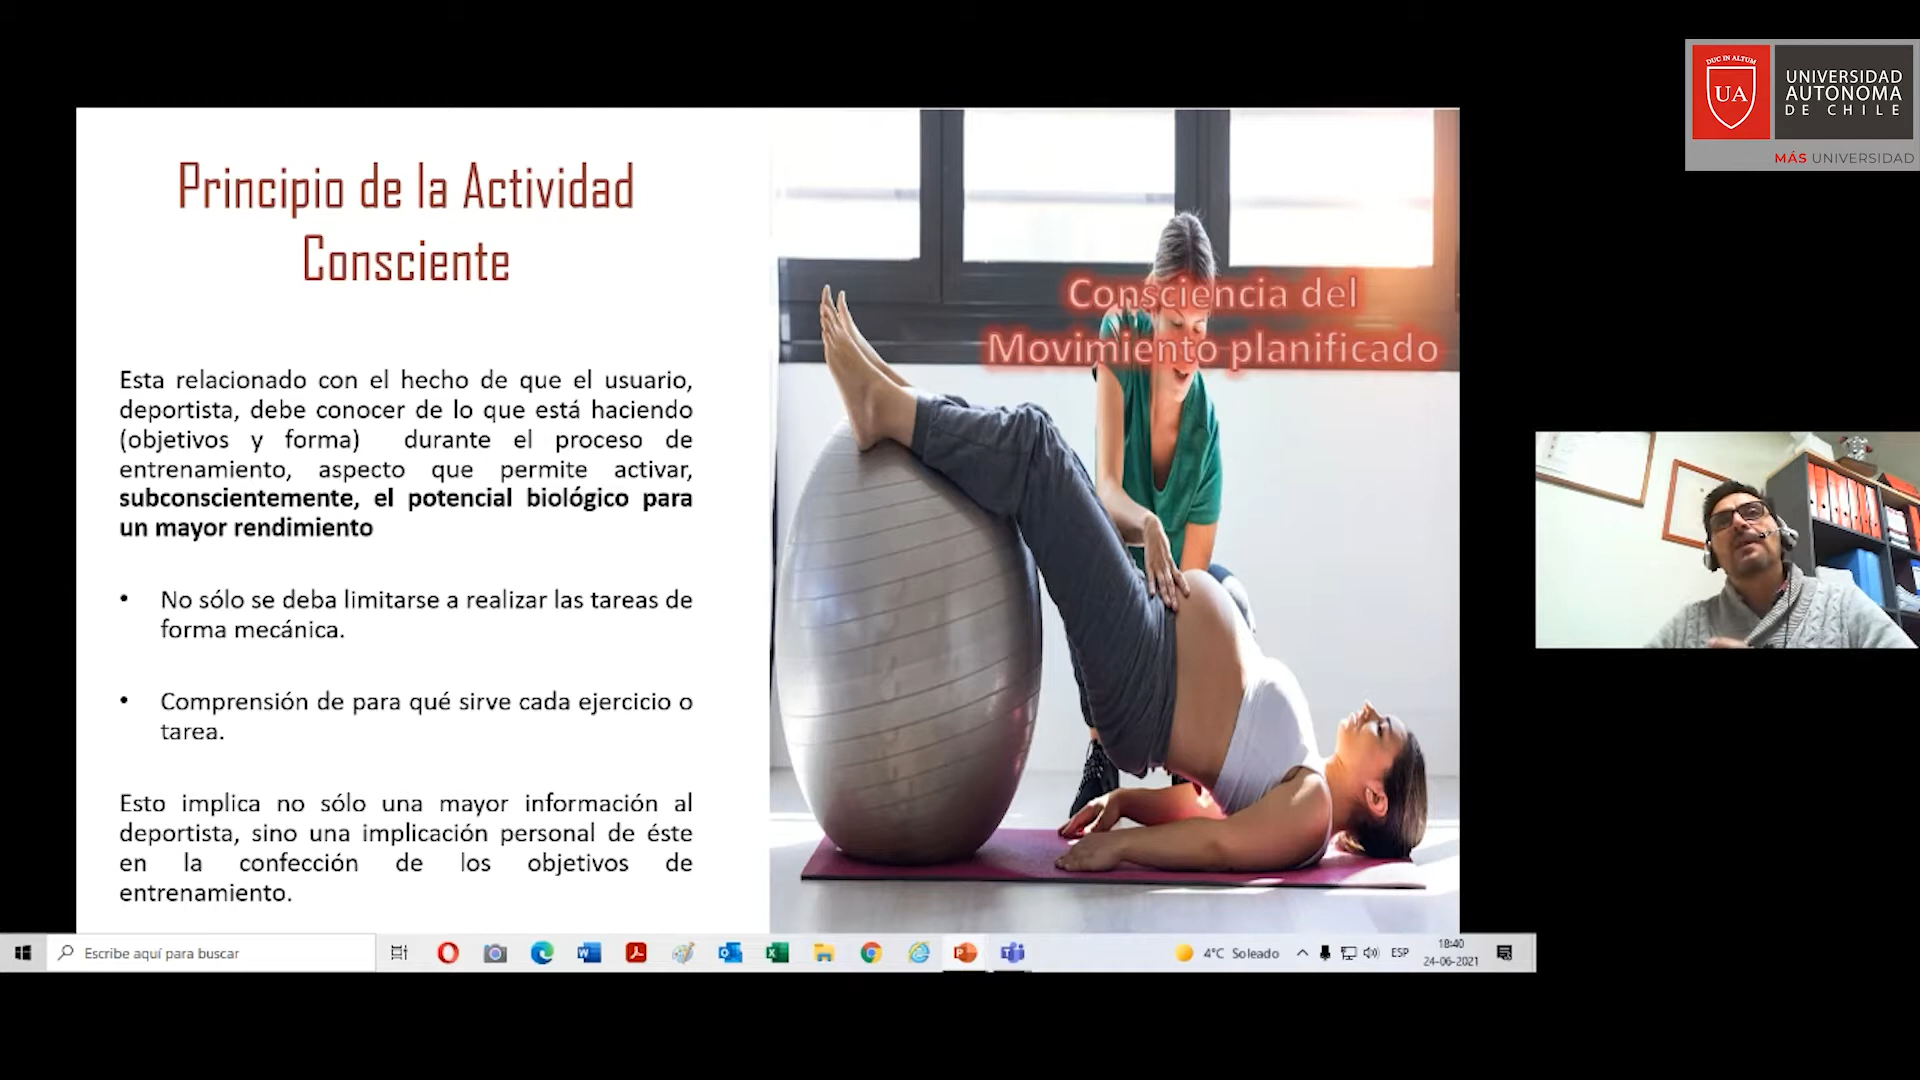 DUC IN ALTUM
UA
UNIVERSIDAD
AUTONOMA
DE CHILE
MÁS UNIVERSIDAD
Principio de la Actividad
Consciente
Consciencia del
Movimiento planificado
Esta relacionado con el hecho de que el usuario,
deportista, debe conocer de lo que está haciendo
(objetivos y forma) durante el proceso de
entrenamiento, aspecto que permite activar,
subconscientemente, el potencial biológico para
un mayor rendimiento
• No sólo se deba limitarse a realizar las tareas de
forma mecánica.
• Comprensión de para qué sirve cada ejercicio o
tarea.
Esto implica no sólo una mayor información al
deportista, sino una implicación personal de éste
en la confección de los objetivos de
entrenamiento.
Escribe aquí para buscar
4°C Soleado
ESP
18:40
24-06-2021